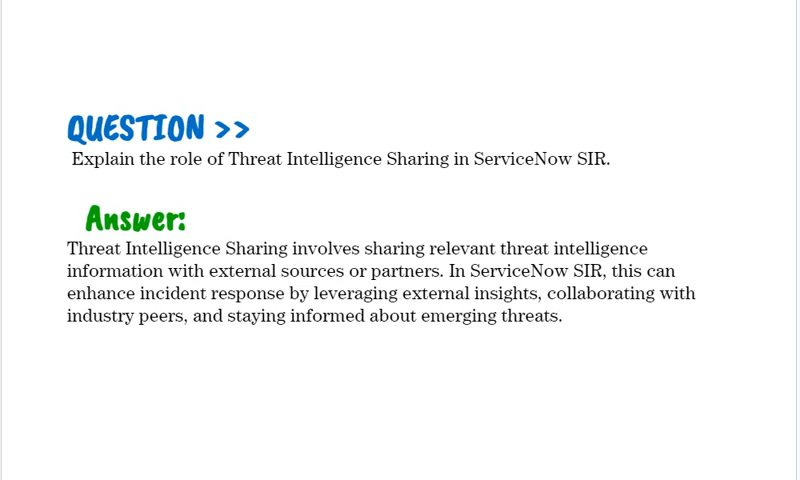 QUESTION >>
Explain the role of Threat Intelligence Sharing in ServiceNow SIR.
Answer:
Threat Intelligence Sharing involves sharing relevant threat intelligence
information with external sources or partners. In ServiceNow SIR, this can
enhance incident response by leveraging external insights, collaborating with
industry peers, and staying informed about emerging threats.